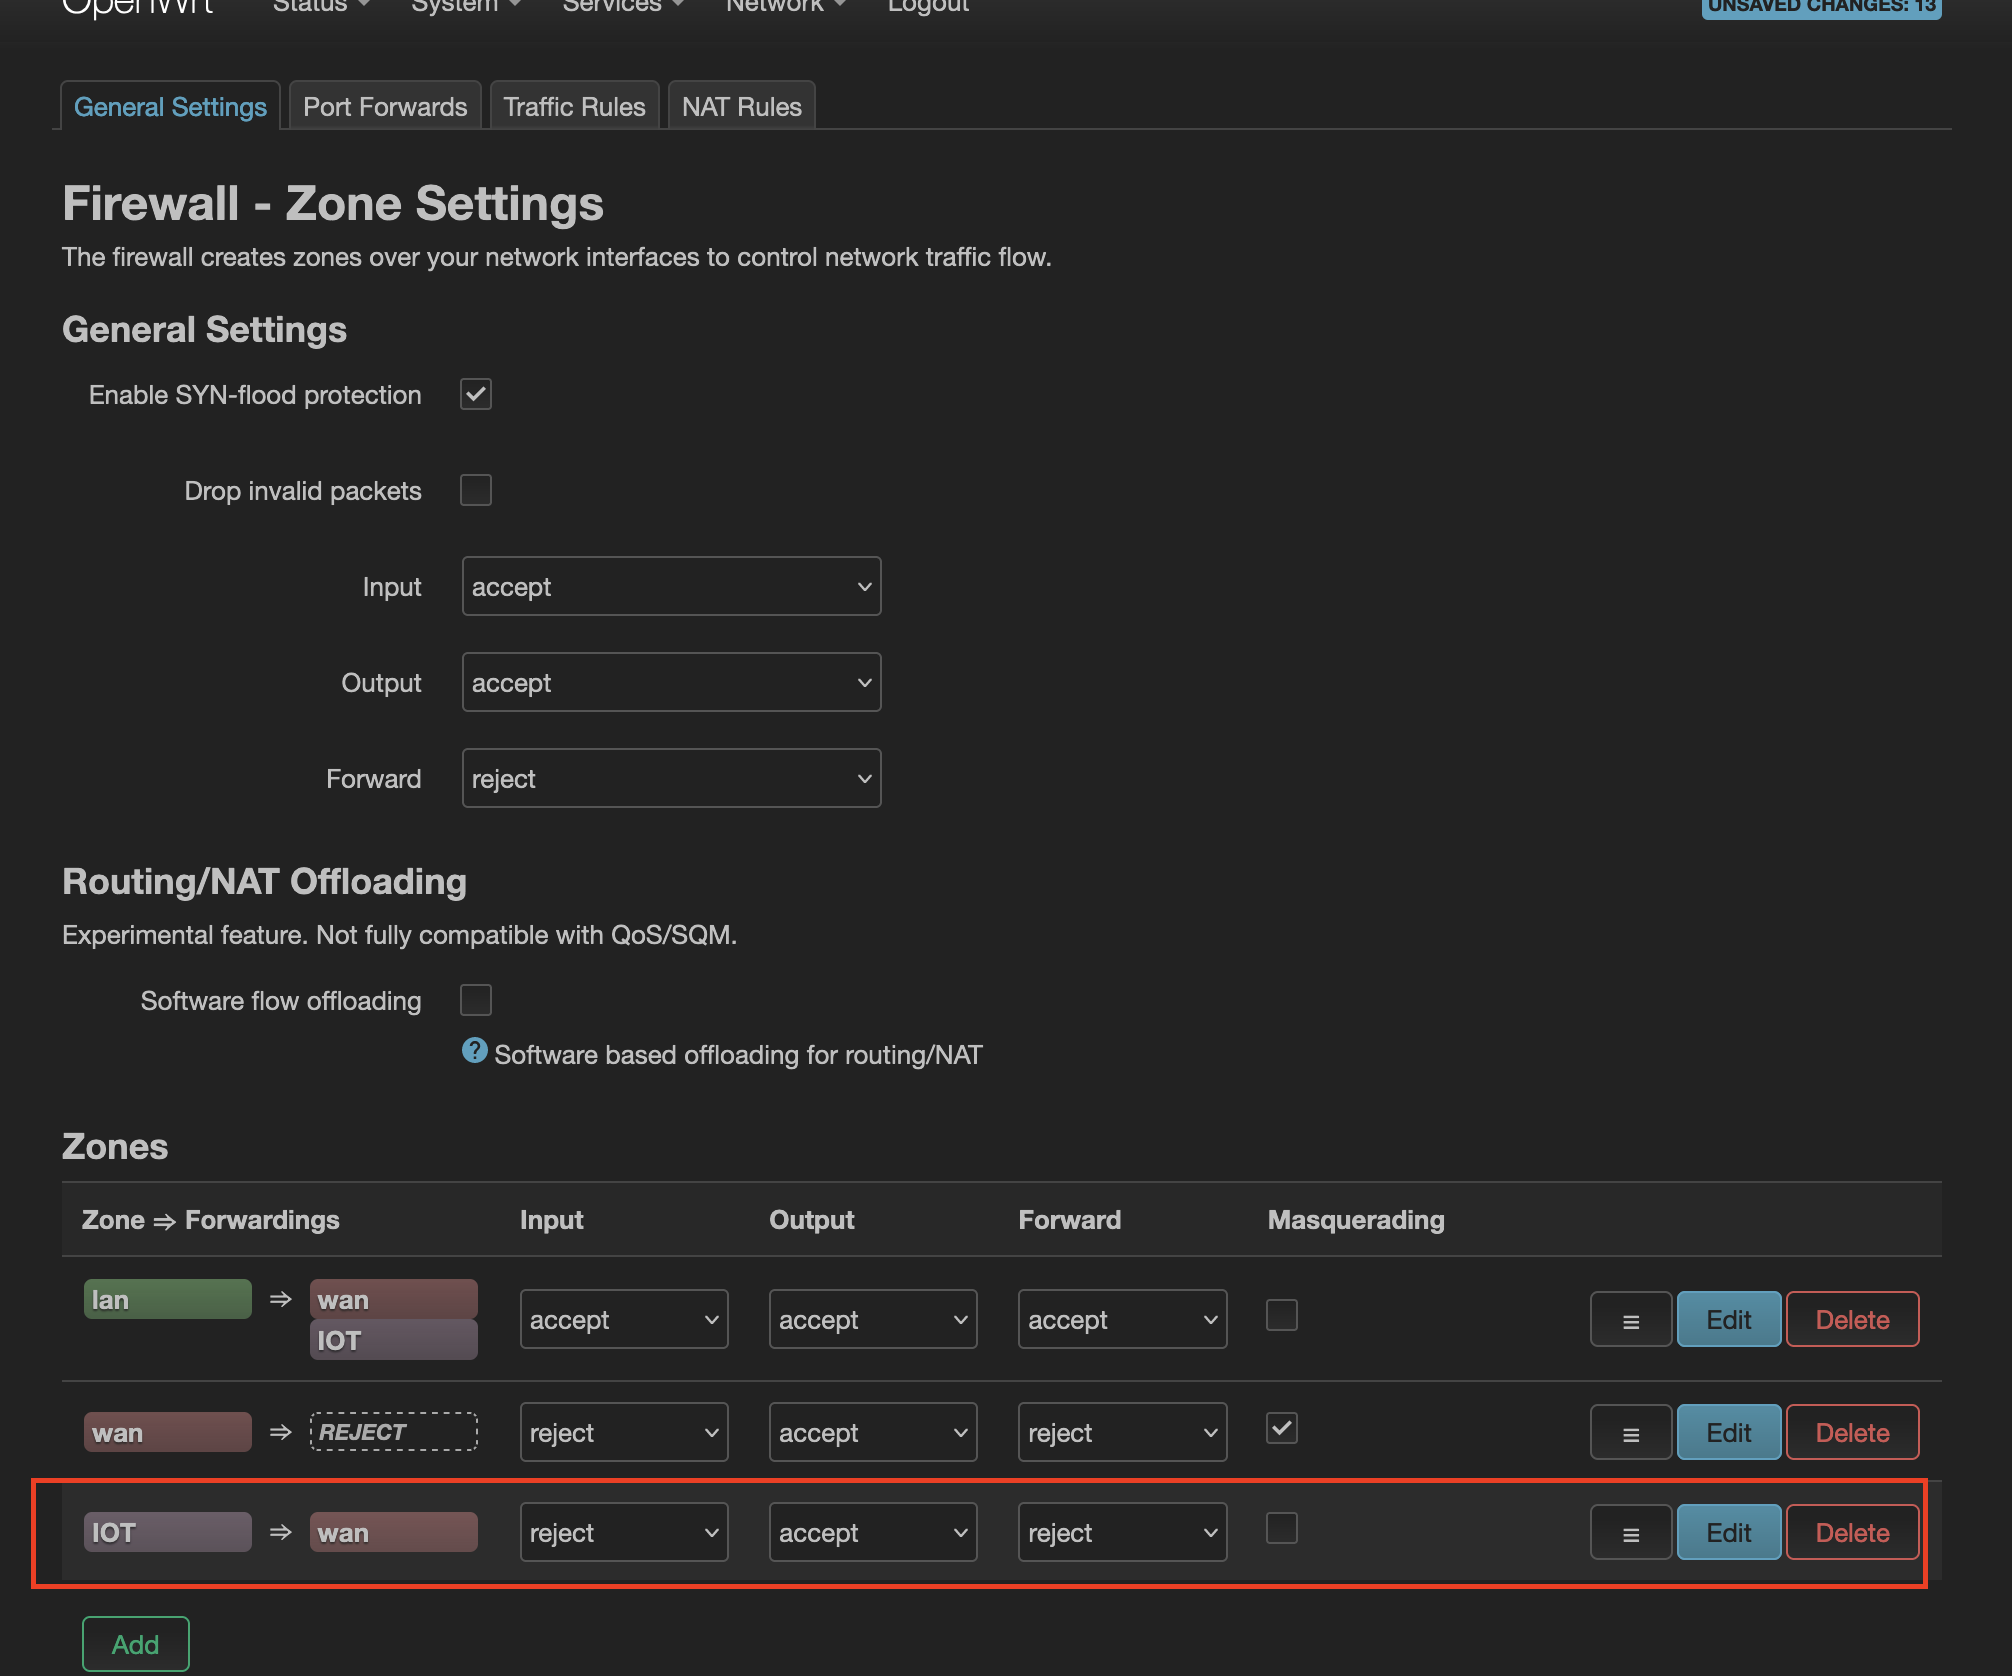 OpenWrt Status System Services Network Logout UNSAVED CHANGES: 13
General Settings Port Forwards Traffic Rules NAT Rules
Firewall - Zone Settings
The firewall creates zones over your network interfaces to control network traffic flow.
General Settings
Enable SYN-flood protection
Drop invalid packets
Input accept
Output accept
Forward reject
Routing/NAT Offloading
Experimental feature. Not fully compatible with QoS/SQM.
Software flow offloading
? Software based offloading for routing/NAT
Zones
Zone ⇒ Forwardings Input Output Forward Masquerading
lan ⇒ wan accept accept accept Edit Delete
IOT
wan ⇒ REJECT reject accept reject Edit Delete
IOT ⇒ wan reject accept reject Edit Delete
Add